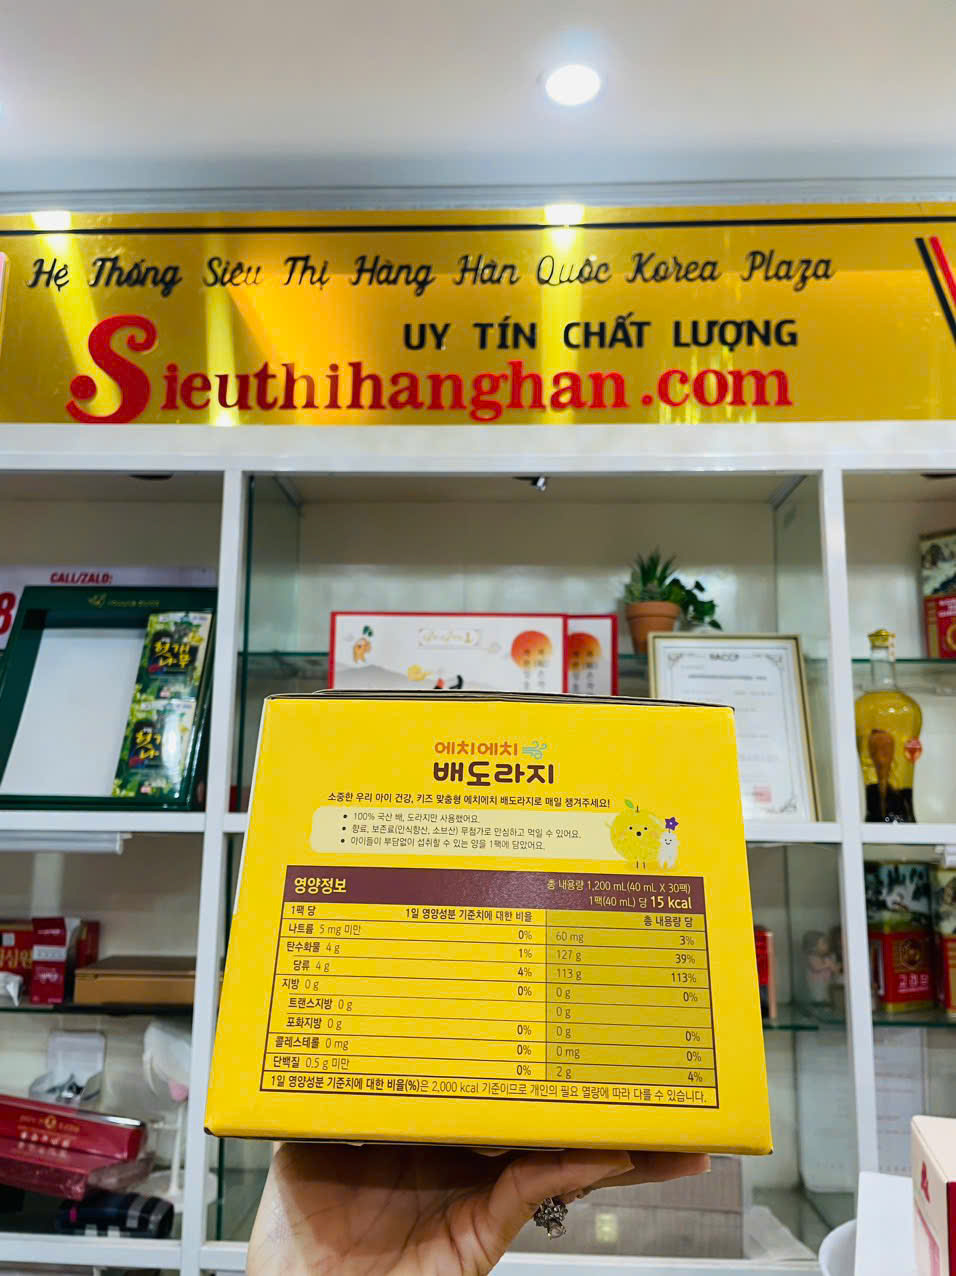 Hệ Thống Siêu Thị Hàng Hàn Quốc Korea Plaza
UY TÍN CHẤT LƯỢNG
Sieuthihanghan.com
CALL/ZALO:
8
헛개
나무
HACCP
에치에치
배도라지
소중한 우리 아이 건강, 키즈 맞춤형 에치에치 배도라지로 매일 챙겨주세요!
• 100% 국산 배, 도라지만 사용했어요.
• 향료, 보존료(안식향산, 소브산) 무첨가로 안심하고 먹일 수 있어요.
• 아이들이 부담없이 섭취할 수 있는 양을 1팩에 담았어요.
영양정보
총 내용량 1,200 mL(40 mL X 30팩)
1팩(40 mL) 당 15 kcal
1팩 당 1일 영양성분 기준치에 대한 비율 총 내용량 당
나트륨 5 mg 미만 0% 60 mg 3%
탄수화물 4 g 1% 127 g 39%
당류 4 g 4% 113 g 113%
지방 0 g 0% 0 g 0%
트랜스지방 0 g 0 g
포화지방 0 g 0% 0 g 0%
콜레스테롤 0 mg 0% 0 mg 0%
단백질 0.5 g 미만 0% 2 g 4%
1일 영양성분 기준치에 대한 비율(%)은 2,000 kcal 기준이므로 개인의 필요 열량에 따라 다를 수 있습니다.